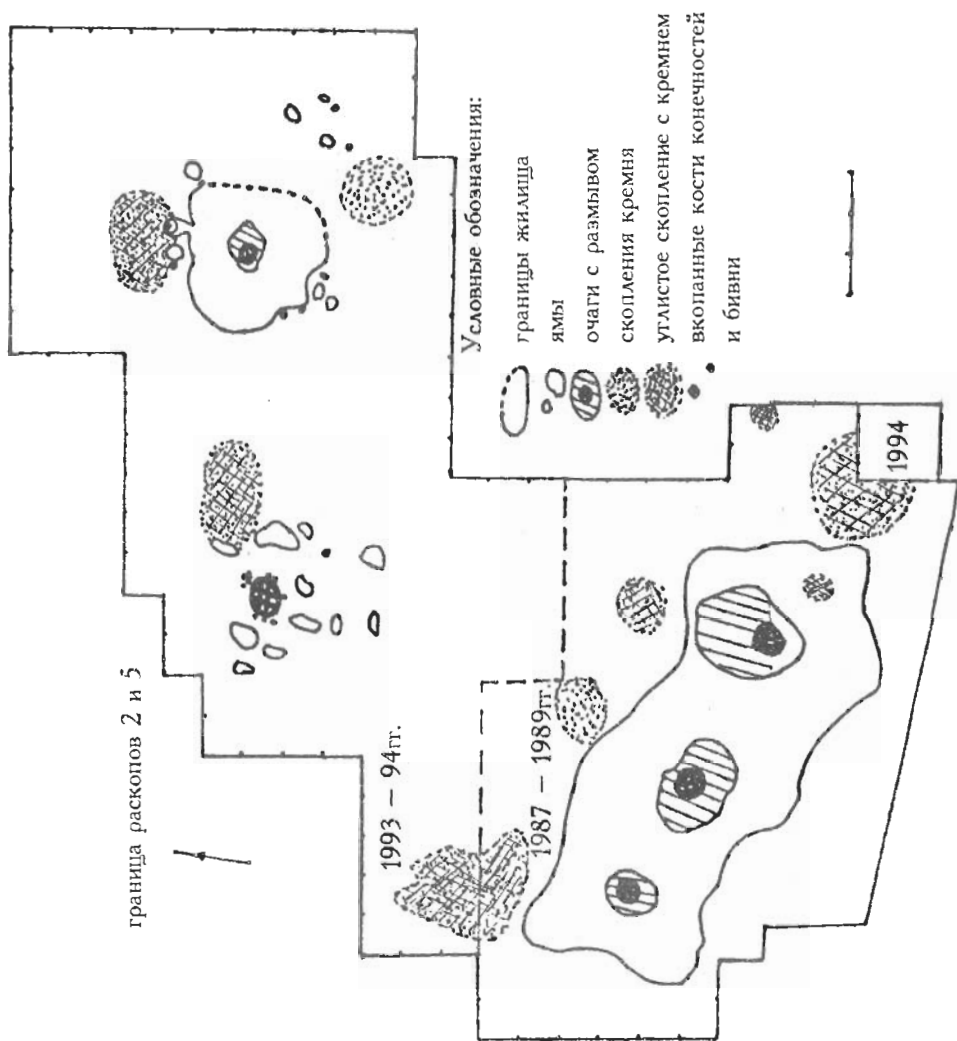 граница раскопов 2 и 5
1993 – 94гг.
1987 – 1989гг.
1994
Условные обозначения:
границы жилища
ямы
очаги с размывом
скопления кремня
углистое скопление с кремнем
вкопанные кости конечностей
и бивни